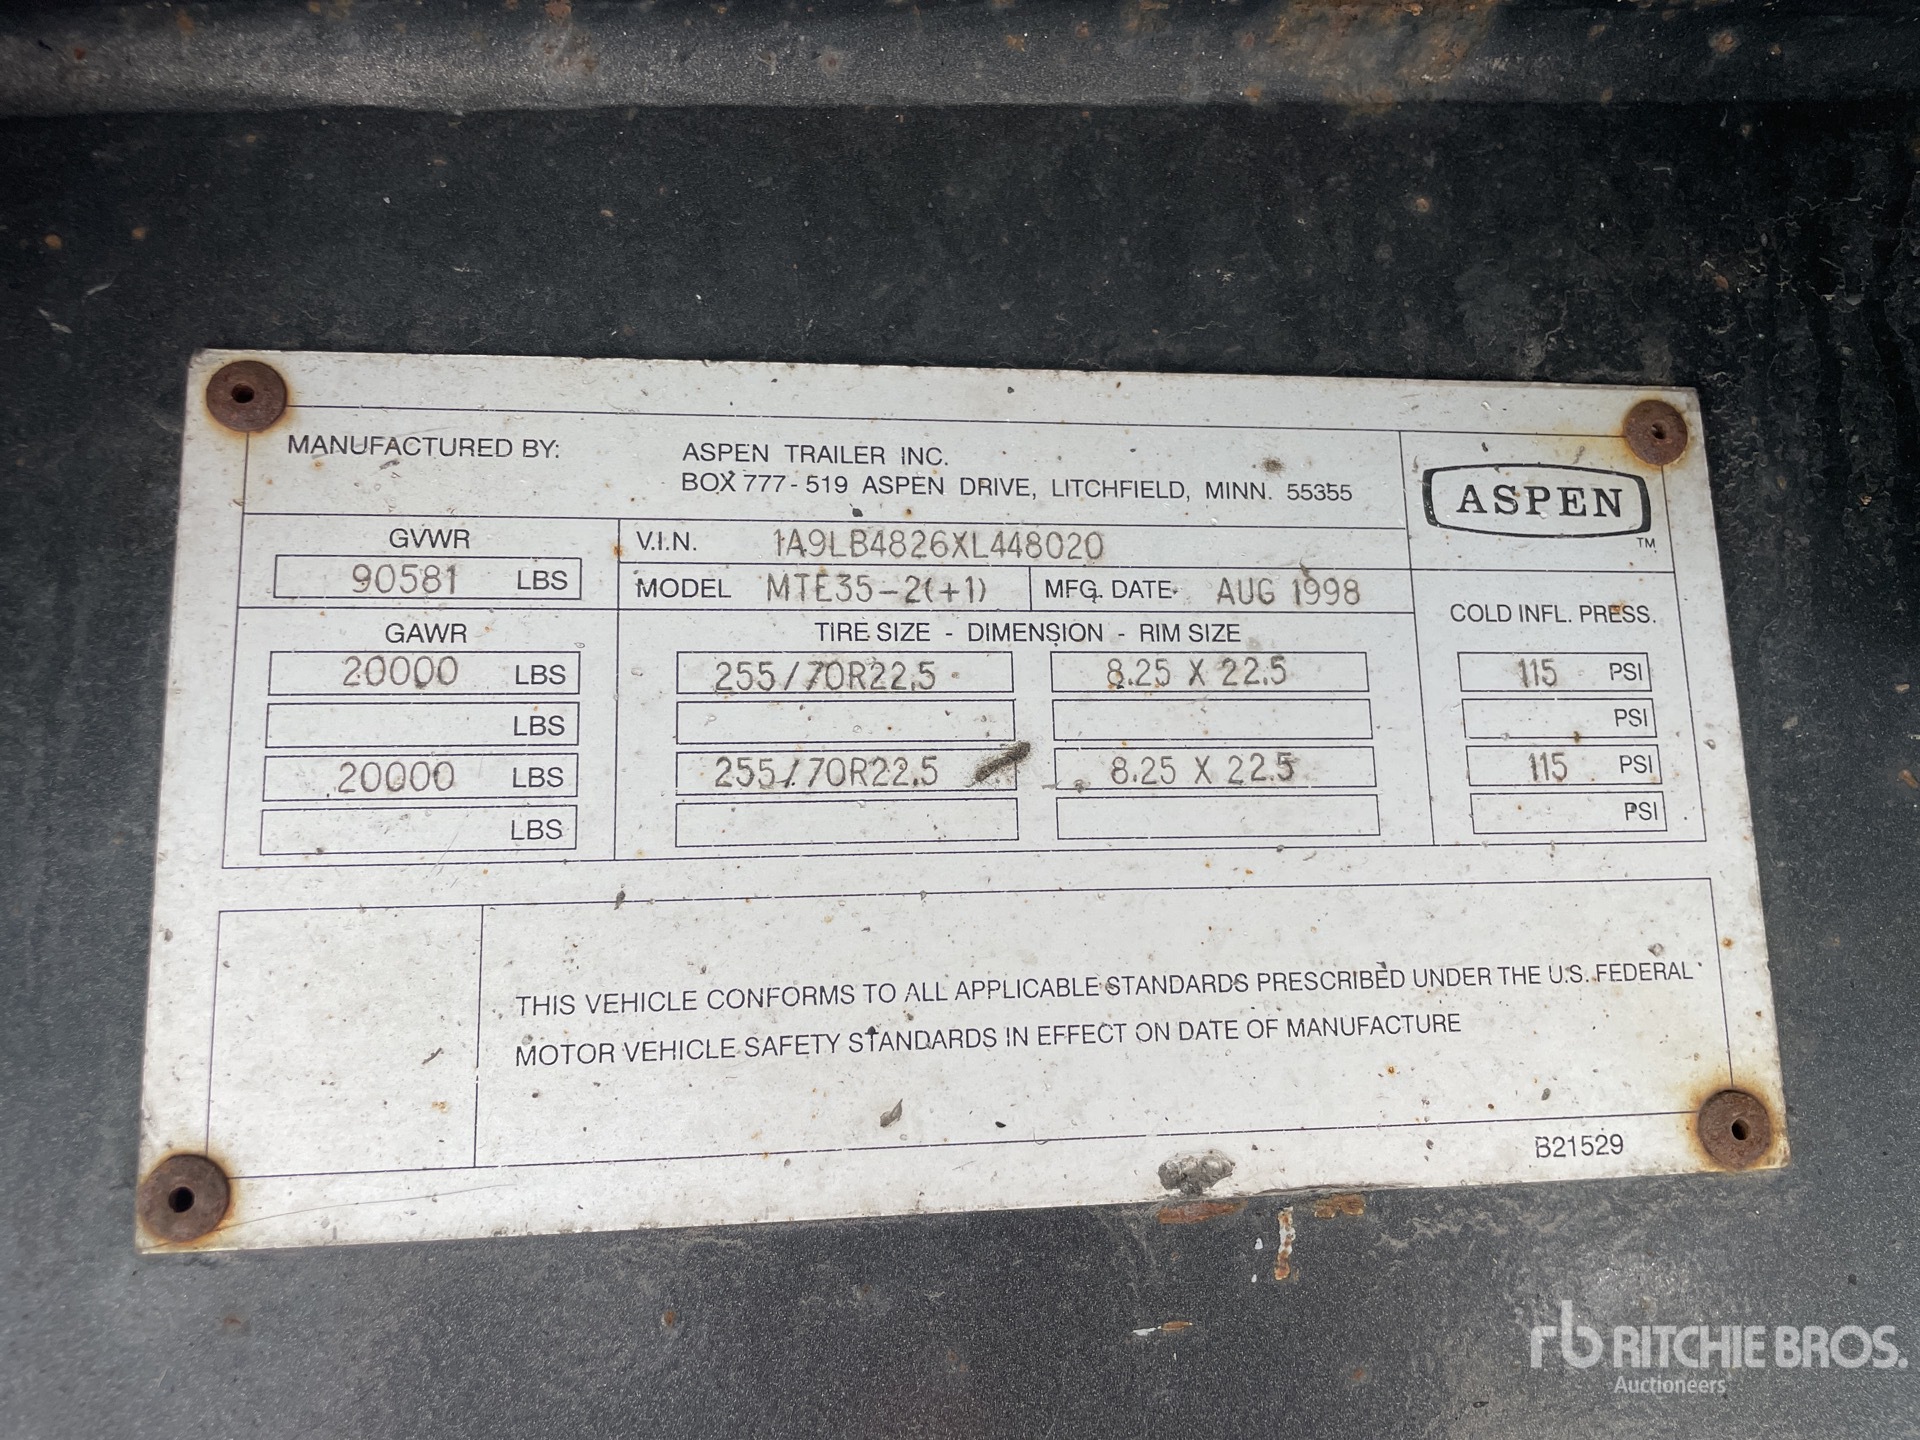 MANUFACTURED BY: ASPEN TRAILER INC.
BOX 777 - 519 ASPEN DRIVE, LITCHFIELD, MINN. 55355
ASPEN
TM
GVWR
90581 LBS
V.I.N. 1A9LB4826XL448020
MODEL MTE35-2(+1) MFG. DATE AUG 1998
GAWR
TIRE SIZE - DIMENSION - RIM SIZE
COLD INFL. PRESS.
20000 LBS 255/70R22.5 8.25 X 22.5 115 PSI
LBS PSI
20000 LBS 255/70R22.5 8.25 X 22.5 115 PSI
LBS PSI
THIS VEHICLE CONFORMS TO ALL APPLICABLE STANDARDS PRESCRIBED UNDER THE U.S. FEDERAL
MOTOR VEHICLE SAFETY STANDARDS IN EFFECT ON DATE OF MANUFACTURE
B21529
rb RITCHIE BROS.
Auctioneers